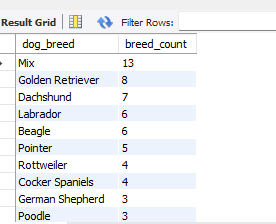 Result Grid Filter Rows:
dog_breed breed_count
Mix 13
Golden Retriever 8
Dachshund 7
Labrador 6
Beagle 6
Pointer 5
Rottweiler 4
Cocker Spaniels 4
German Shepherd 3
Poodle 3